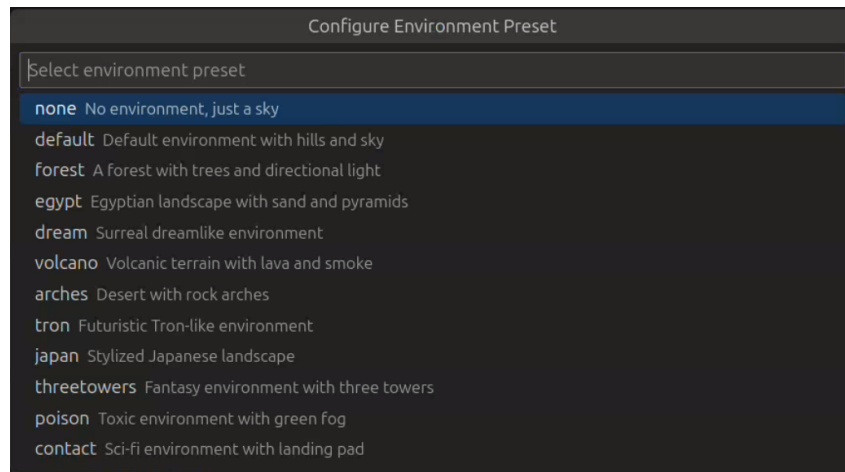 Configure Environment Preset
Select environment preset
none No environment, just a sky
default Default environment with hills and sky
forest A forest with trees and directional light
egypt Egyptian landscape with sand and pyramids
dream Surreal dreamlike environment
volcano Volcanic terrain with lava and smoke
arches Desert with rock arches
tron Futuristic Tron-like environment
japan Stylized Japanese landscape
threetowers Fantasy environment with three towers
poison Toxic environment with green fog
contact Sci-fi environment with landing pad